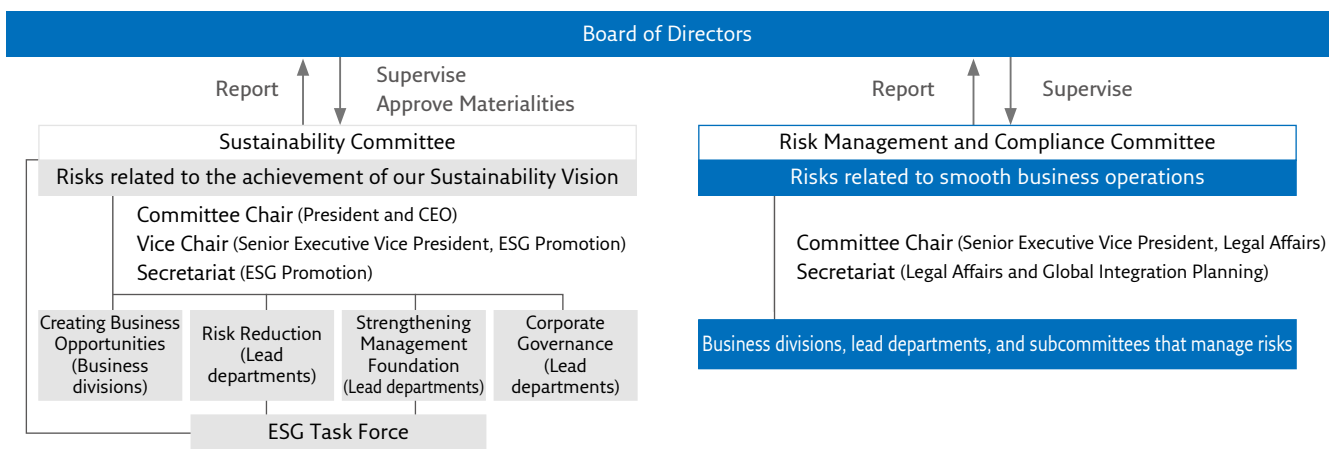 Board of Directors
Report
Supervise
Approve Materialities
Report
Supervise
Sustainability Committee
Risks related to the achievement of our Sustainability Vision
Committee Chair (President and CEO)
Vice Chair (Senior Executive Vice President, ESG Promotion)
Secretariat (ESG Promotion)
Creating Business
Opportunities
(Business
divisions)
Risk Reduction
(Lead
departments)
Strengthening
Management
Foundation
(Lead departments)
Corporate
Governance
(Lead
departments)
ESG Task Force
Risk Management and Compliance Committee
Risks related to smooth business operations
Committee Chair (Senior Executive Vice President, Legal Affairs)
Secretariat (Legal Affairs and Global Integration Planning)
Business divisions, lead departments, and subcommittees that manage risks